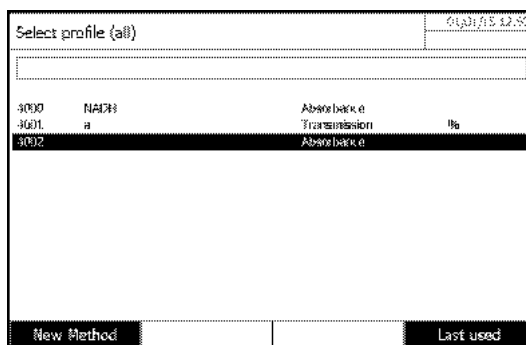 Select profile (all)
4000 NADH Absorbance
4001 a Transmission %
4002 Absorbance
New Method Last used